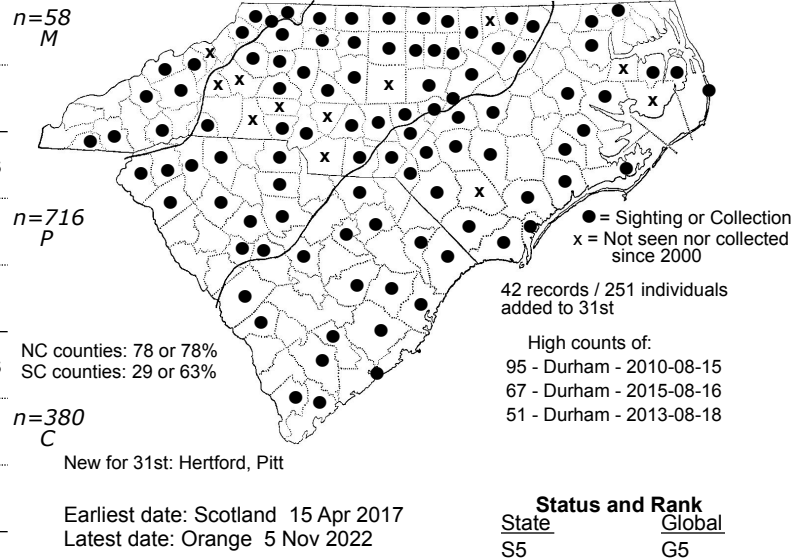 n=58
M
● = Sighting or Collection
x = Not seen nor collected
since 2000
n=716
P
42 records / 251 individuals
added to 31st
High counts of:
95 - Durham - 2010-08-15
67 - Durham - 2015-08-16
51 - Durham - 2013-08-18
NC counties: 78 or 78%
SC counties: 29 or 63%
n=380
C
New for 31st: Hertford, Pitt
Earliest date: Scotland 15 Apr 2017
Latest date: Orange 5 Nov 2022
Status and Rank
State Global
S5 G5